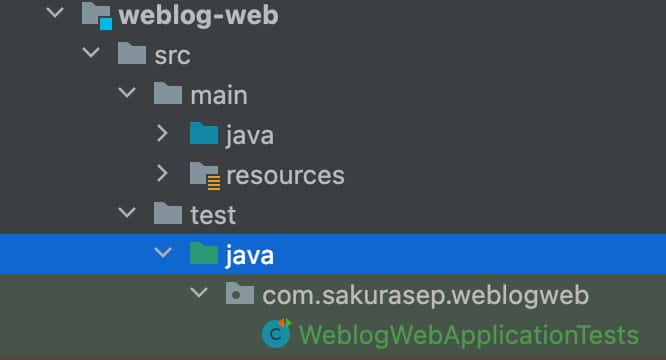 weblog-web
src
main
java
resources
test
java
com.sakurasep.weblogweb
WeblogWebApplicationTests